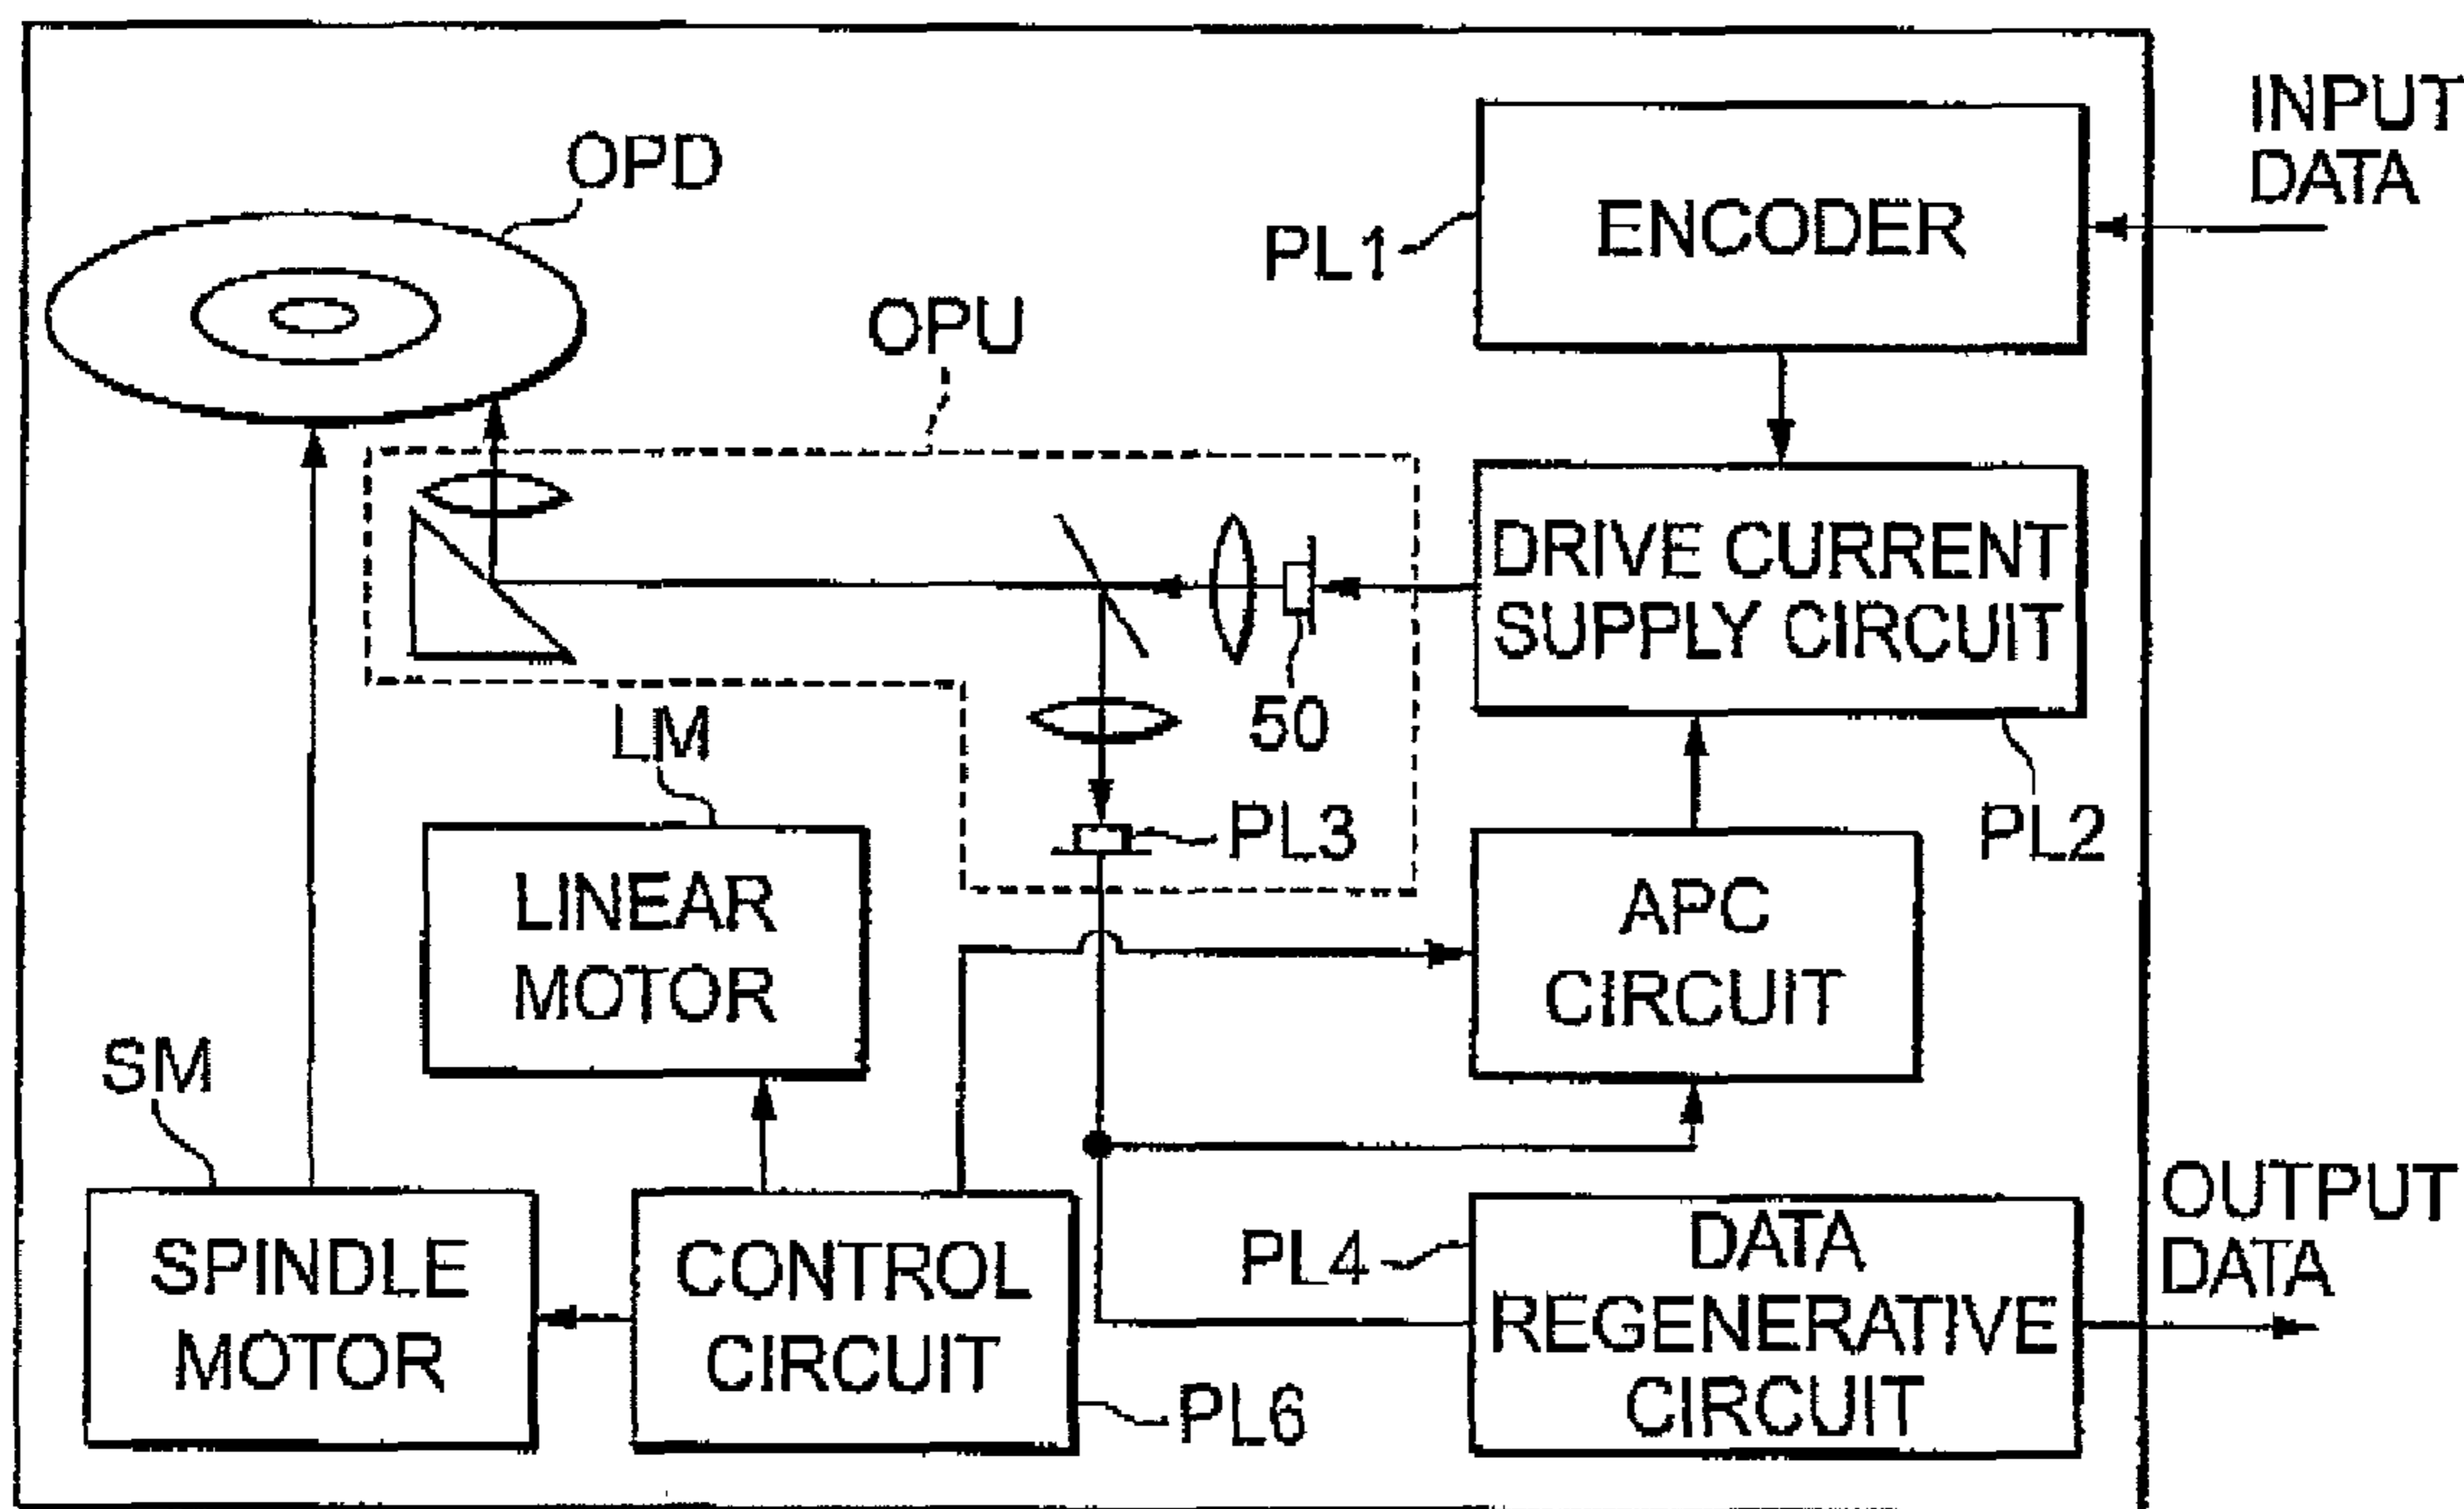 INPUT
DATA
OPD
PL1
ENCODER
OPU
DRIVE CURRENT
SUPPLY CIRCUIT
50
LM
PL3
PL2
LINEAR
MOTOR
APC
CIRCUIT
SM
OUTPUT
DATA
SPINDLE
MOTOR
CONTROL
CIRCUIT
PL6
PL4
DATA
REGENERATIVE
CIRCUIT